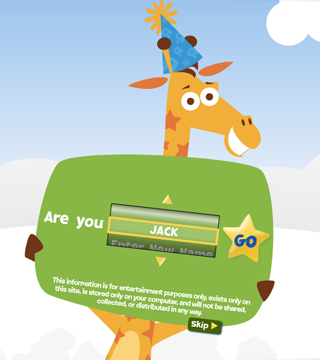 Are you
JACK
Enter New Name
GO
This information is for entertainment purposes only, exists only on
this site, is stored only on your computer, and will not be shared,
collected, or distributed in any way.
Skip